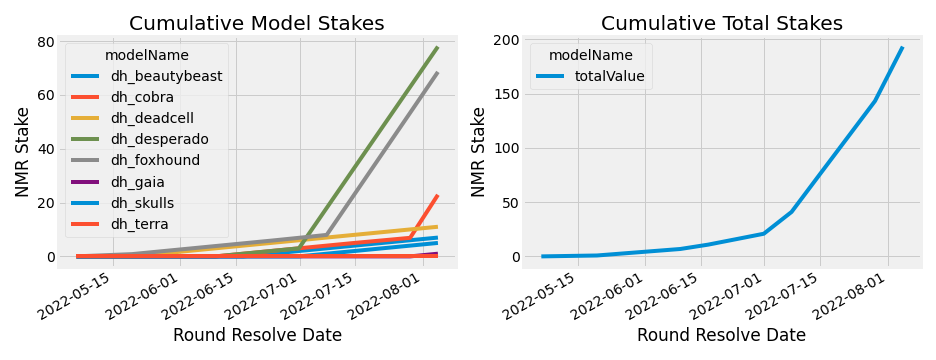 Cumulative Model Stakes
80
60
40
20
0
NMR Stake
modelName
dh_beautybeast
dh_cobra
dh_deadcell
dh_desperado
dh_foxhound
dh_gaia
dh_skulls
dh_terra
2022-05-15
2022-06-01
2022-06-15
2022-07-01
2022-07-15
2022-08-01
Round Resolve Date
Cumulative Total Stakes
200
150
100
50
0
NMR Stake
modelName
totalValue
2022-05-15
2022-06-01
2022-06-15
2022-07-01
2022-07-15
2022-08-01
Round Resolve Date